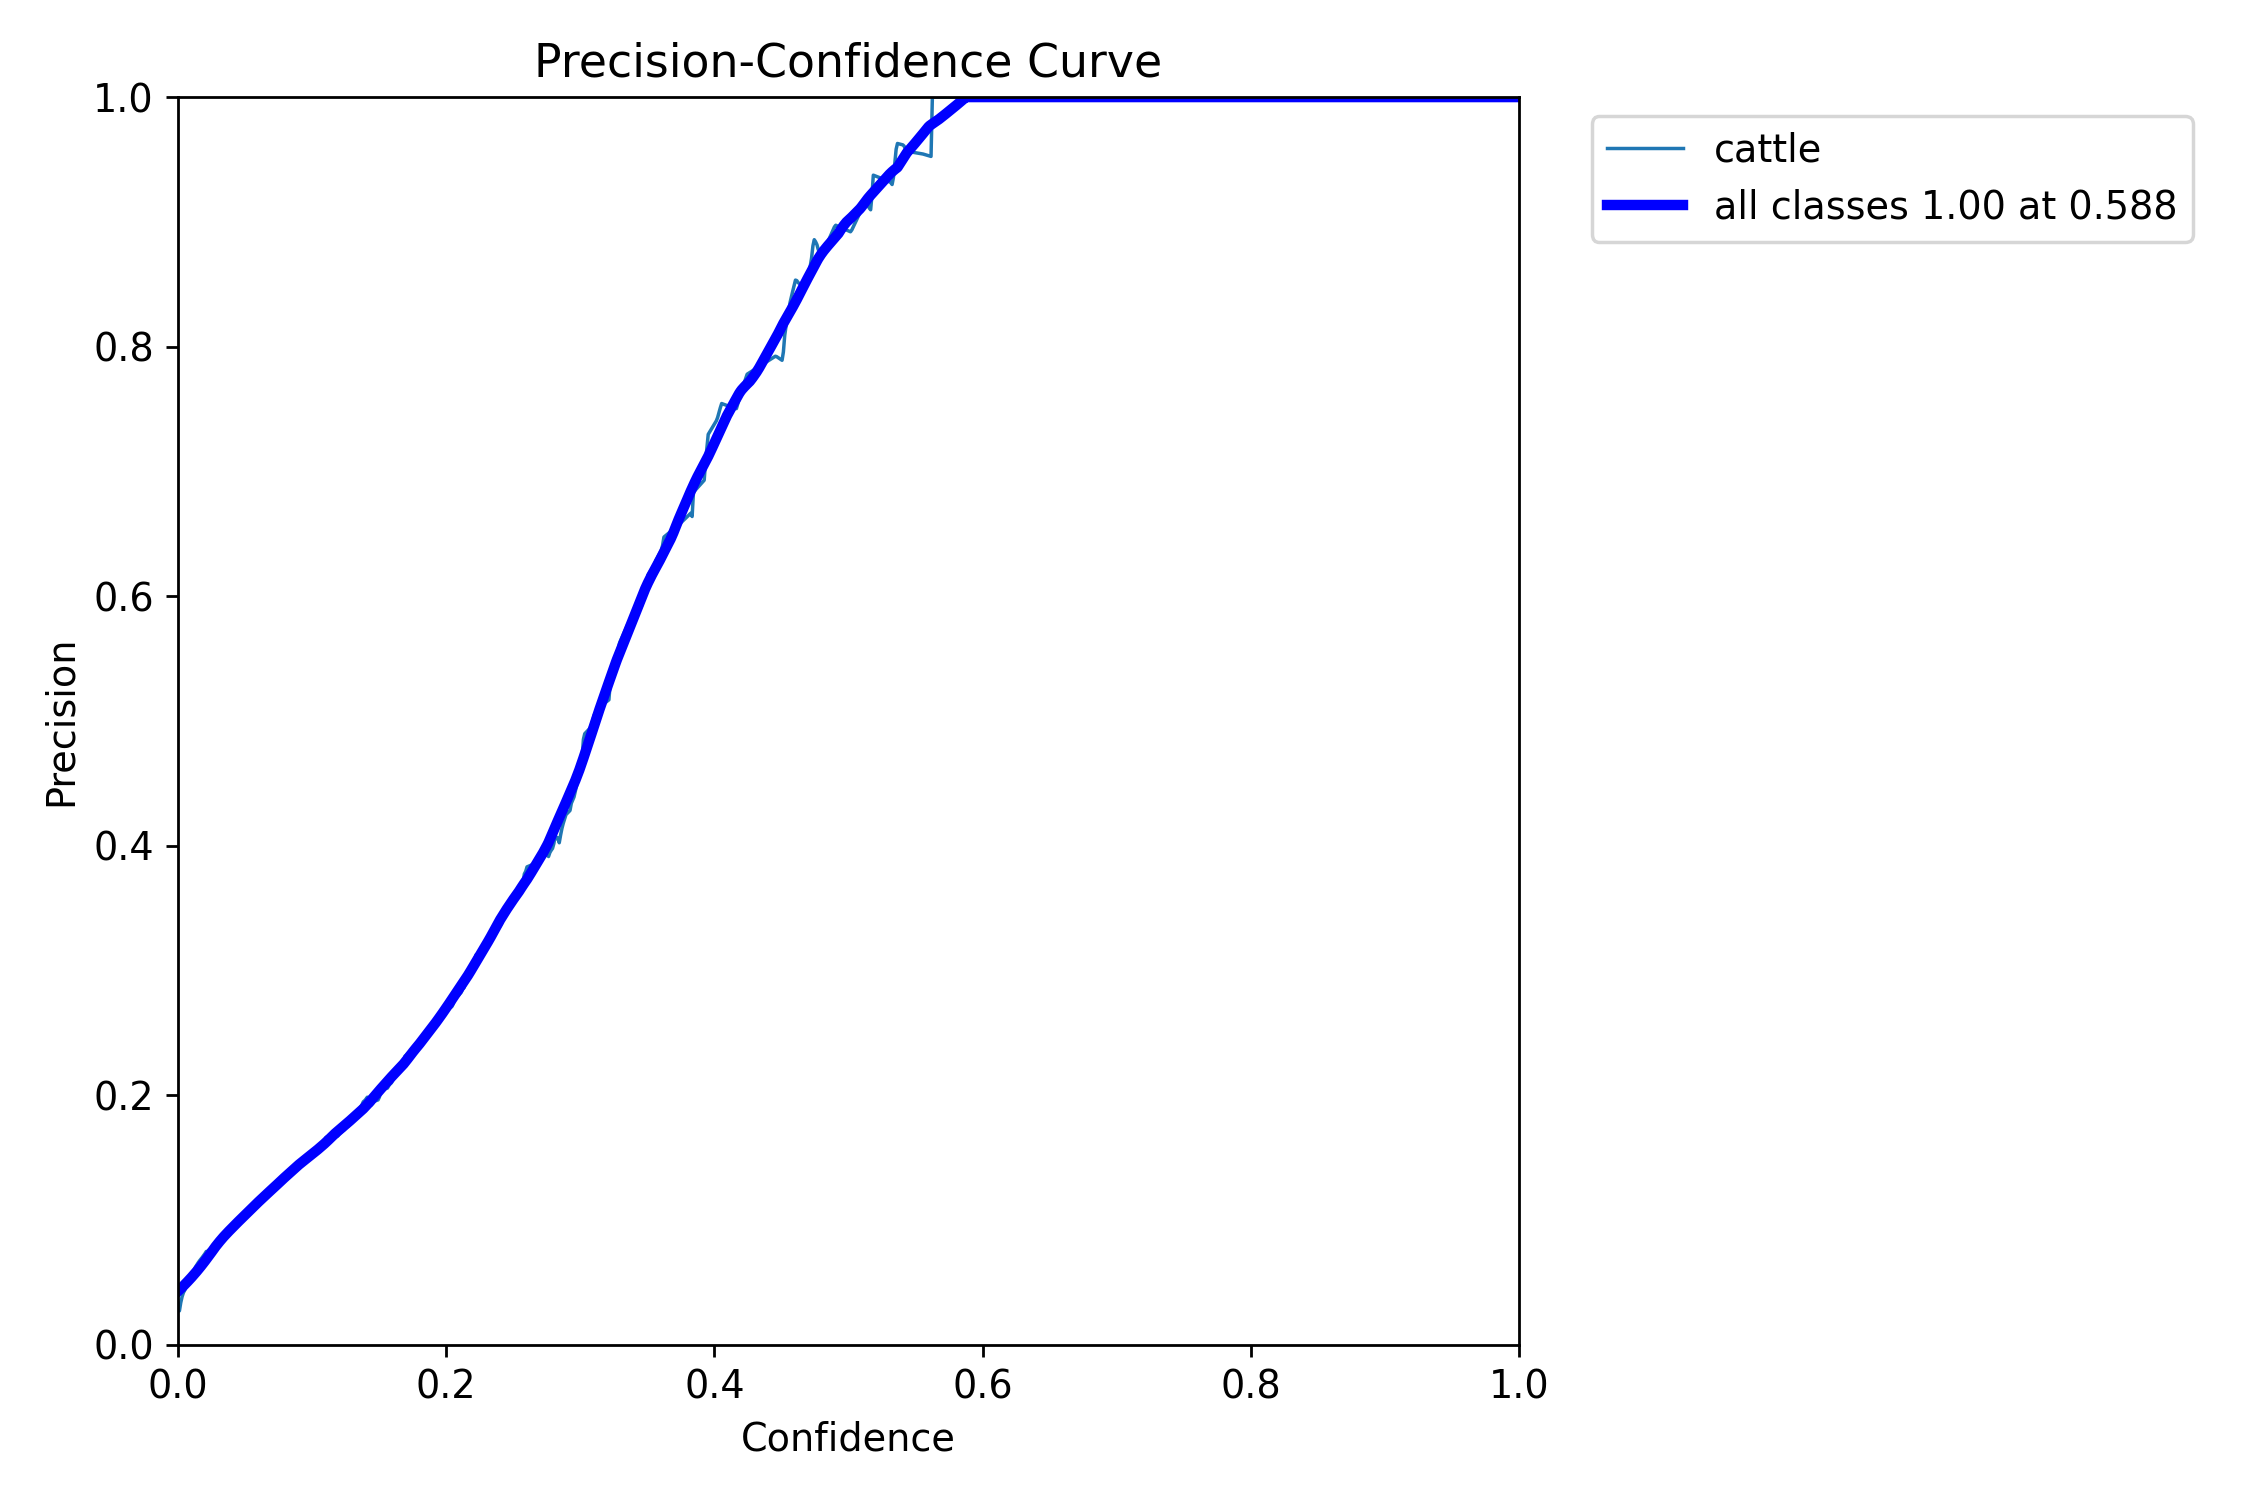 Precision-Confidence Curve
cattle
all classes 1.00 at 0.588
Precision
1.0
0.8
0.6
0.4
0.2
0.0
0.0 0.2 0.4 0.6 0.8 1.0
Confidence